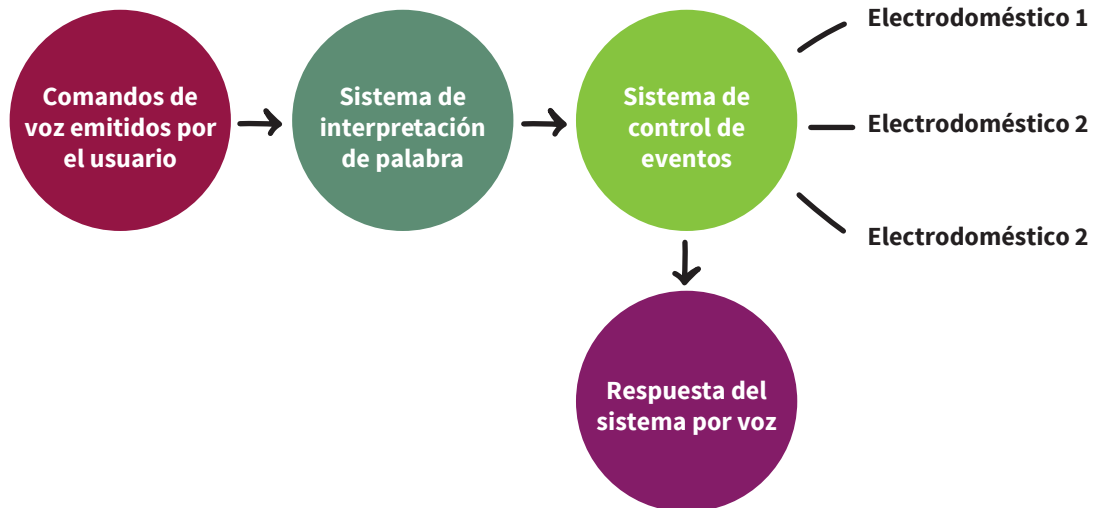 Comandos de
voz emitidos por
el usuario
Sistema de
interpretación
de palabra
Sistema de
control de
eventos
Electrodoméstico 1
Electrodoméstico 2
Electrodoméstico 2
Respuesta del
sistema por voz